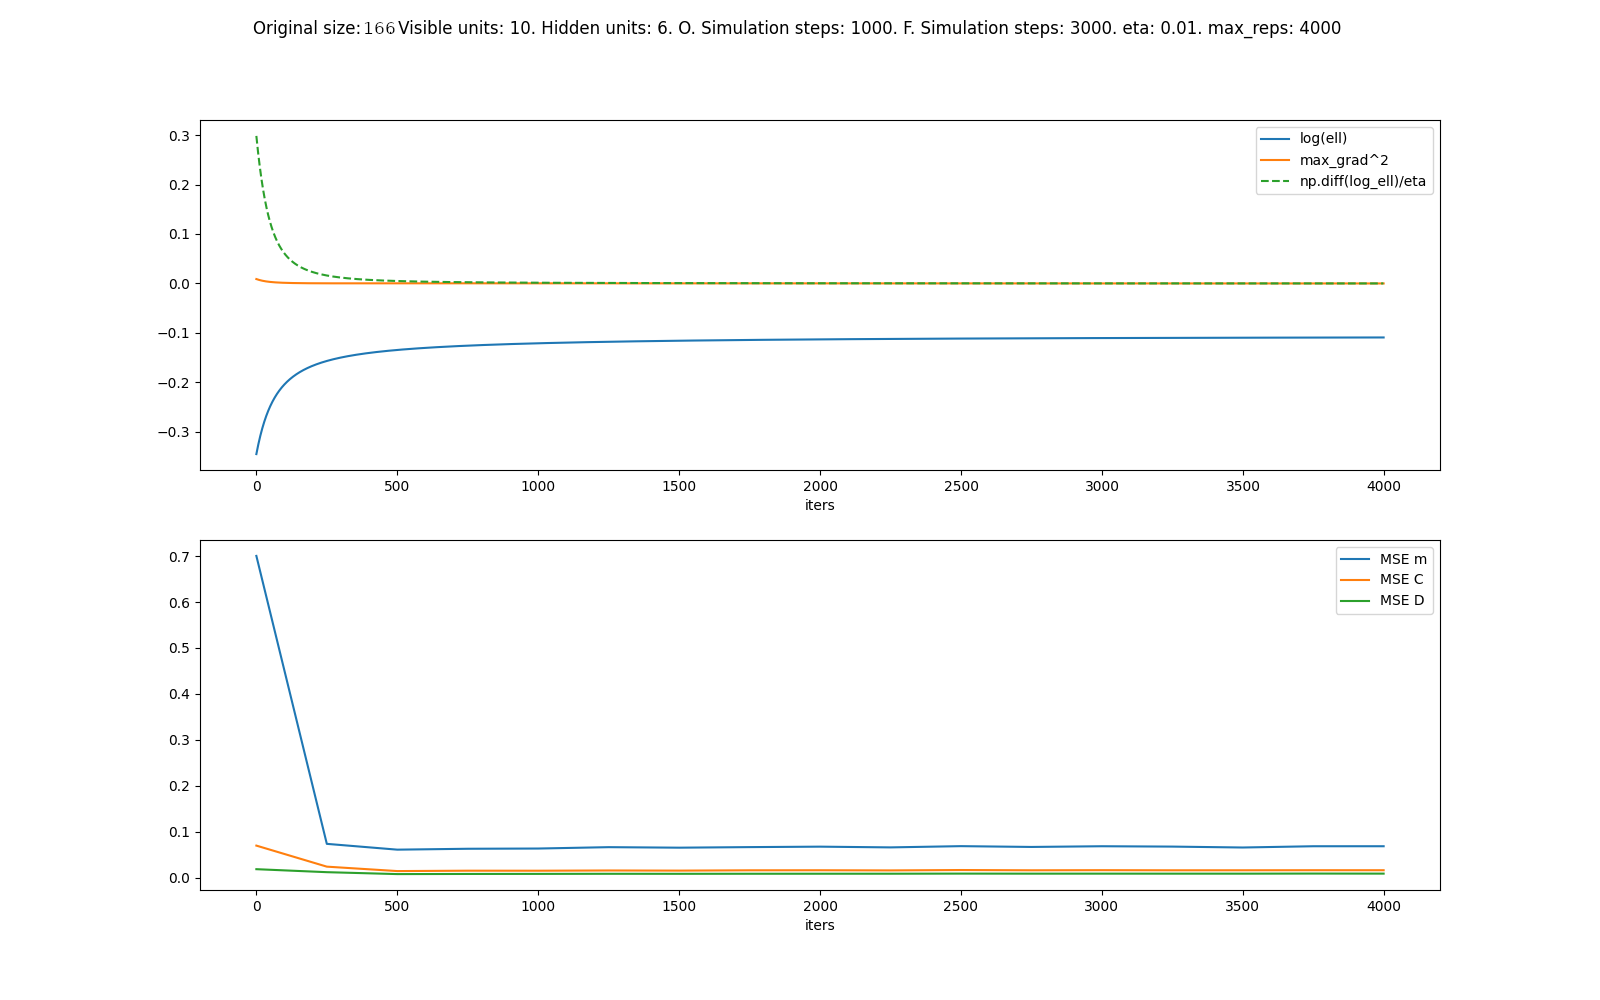 Original size: 166 Visible units: 10. Hidden units: 6. O. Simulation steps: 1000. F. Simulation steps: 3000. eta: 0.01. max_reps: 4000
0.3
0.2
0.1
0.0
−0.1
−0.2
−0.3
log(ell)
max_grad^2
np.diff(log_ell)/eta
0 500 1000 1500 2000 2500 3000 3500 4000
iters
0.7
0.6
0.5
0.4
0.3
0.2
0.1
0.0
MSE m
MSE C
MSE D
0 500 1000 1500 2000 2500 3000 3500 4000
iters